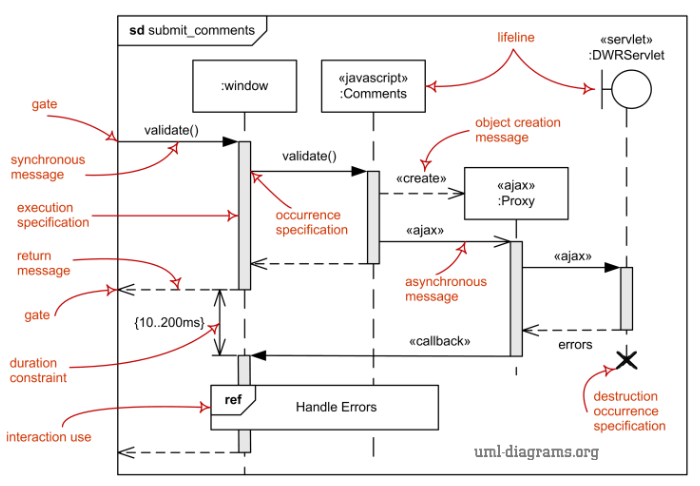 sd submit_comments
lifeline
«servlet»
:DWRServlet
:window
«javascript»
:Comments
gate
validate()
object creation
message
synchronous
message
validate()
«create»
«ajax»
:Proxy
execution
specification
occurrence
specification
«ajax»
return
message
asynchronous
message
«ajax»
gate
{10..200ms}
«callback»
errors
duration
constraint
destruction
occurrence
specification
ref
Handle Errors
interaction use
uml-diagrams.org